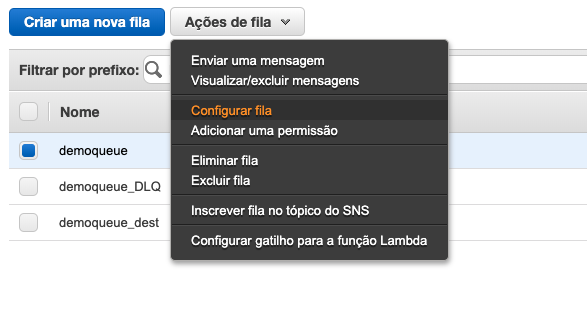 Criar uma nova fila
Ações de fila
Filtrar por prefixo:
Enviar uma mensagem
Visualizar/excluir mensagens
Configurar fila
Adicionar uma permissão
Eliminar fila
Excluir fila
Inscrever fila no tópico do SNS
Configurar gatilho para a função Lambda
Nome
demoqueue
demoqueue_DLQ
demoqueue_dest